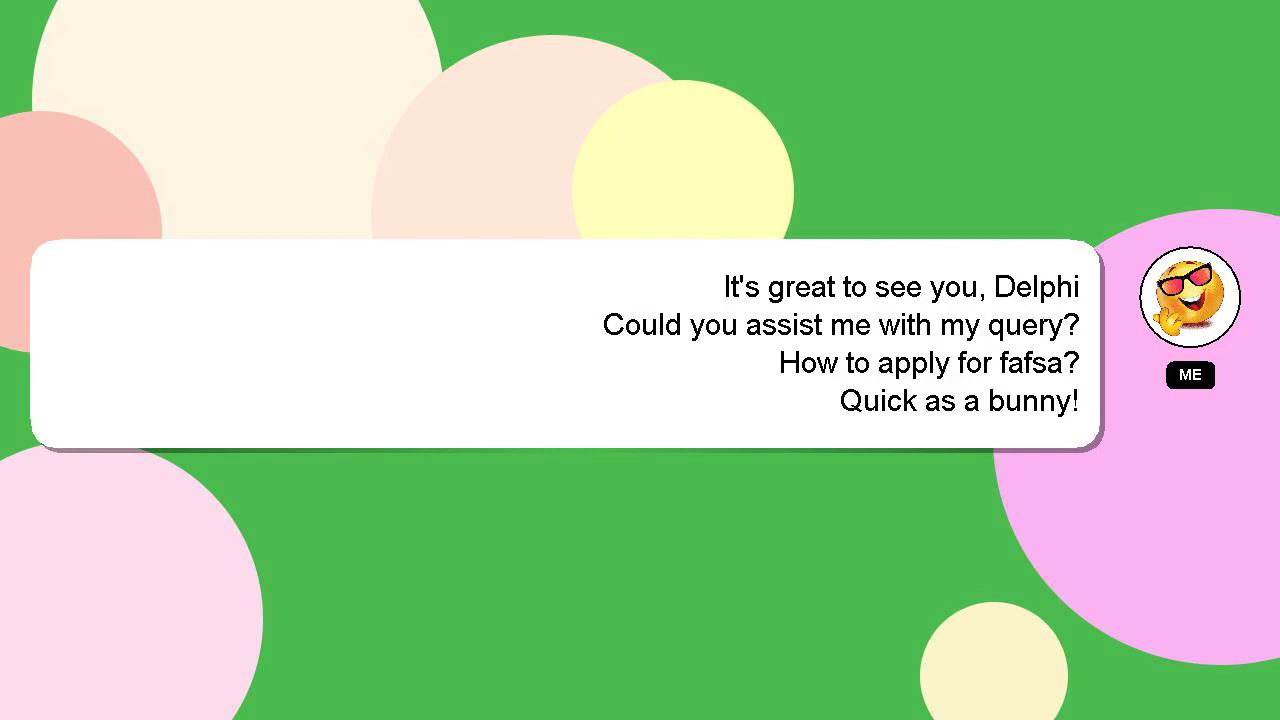 It's great to see you, Delphi
Could you assist me with my query?
How to apply for fafsa?
Quick as a bunny!
ME